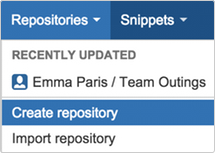 Repositories Snippets
RECENTLY UPDATED
Emma Paris / Team Outings
Create repository
Import repository